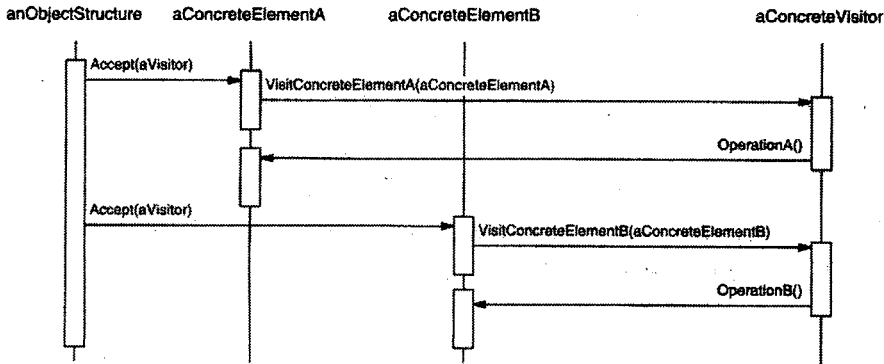 anObjectStructure aConcreteElementA aConcreteElementB aConcreteVisitor
Accept(aVisitor)
VisitConcreteElementA(aConcreteElementA)
OperationA()
Accept(aVisitor)
VisitConcreteElementB(aConcreteElementB)
OperationB()